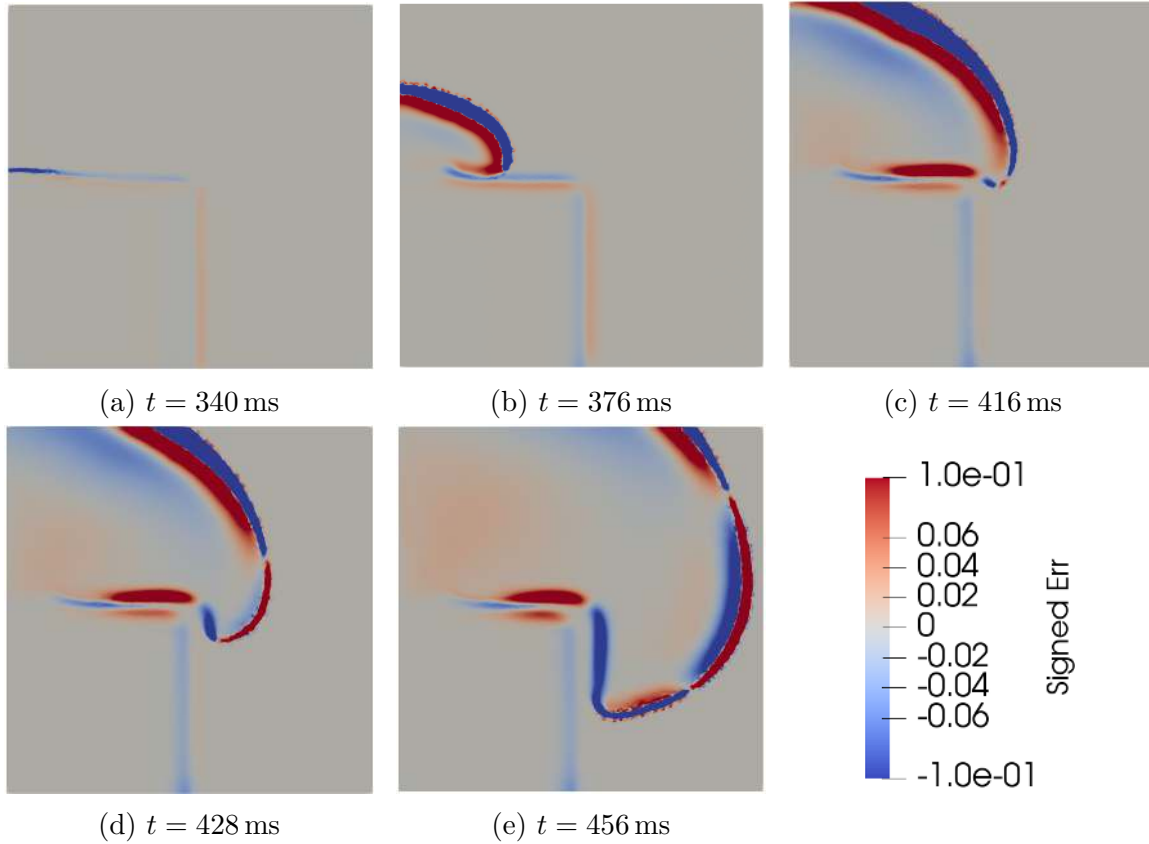 (a) t = 340 ms
(b) t = 376 ms
(c) t = 416 ms
1.0e-01
0.06
0.04
0.02
0
-0.02
-0.04
-0.06
-1.0e-01
Signed Err
(d) t = 428 ms
(e) t = 456 ms